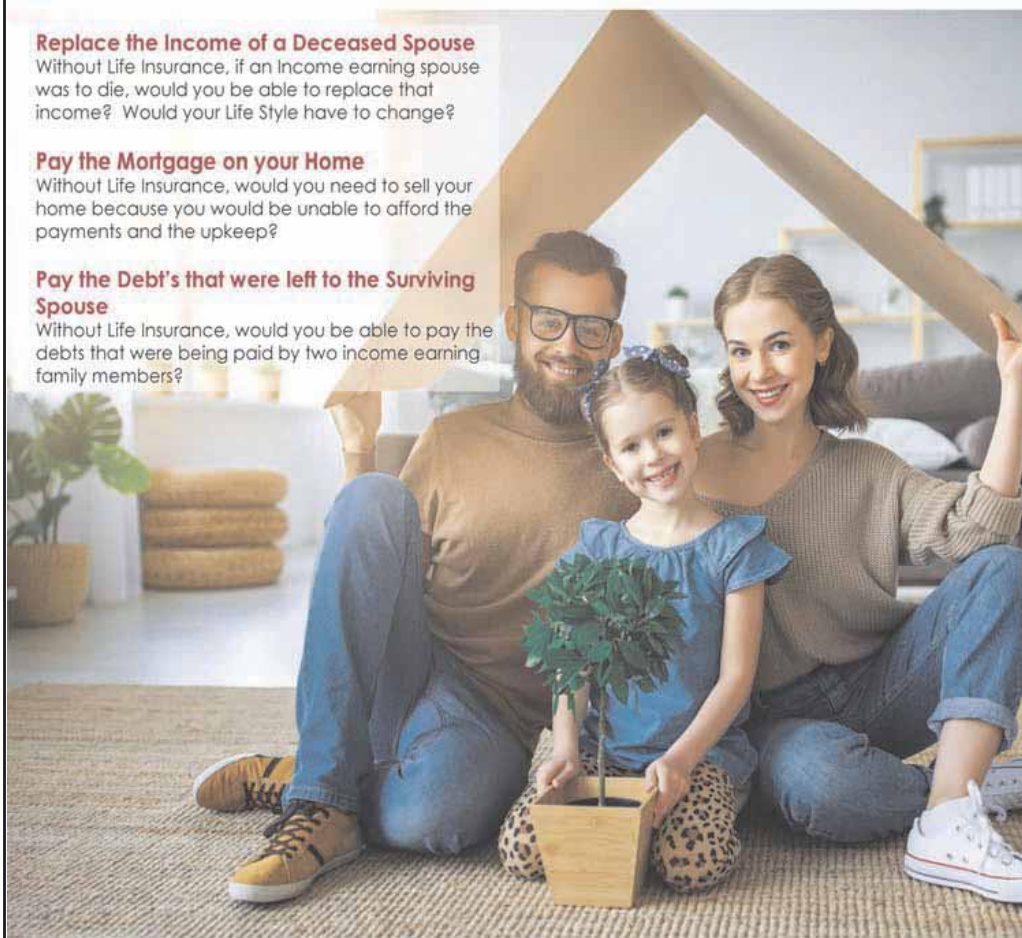 Replace the Income of a Deceased Spouse
Without Life Insurance, if an Income earning spouse
was to die, would you be able to replace that
income? Would your Life Style have to change?
Pay the Mortgage on your Home
Without Life Insurance, would you need to sell your
home because you would be unable to afford the
payments and the upkeep?
Pay the Debt's that were left to the Surviving
Spouse
Without Life Insurance, would you be able to pay the
debts that were being paid by two income earning
family members?